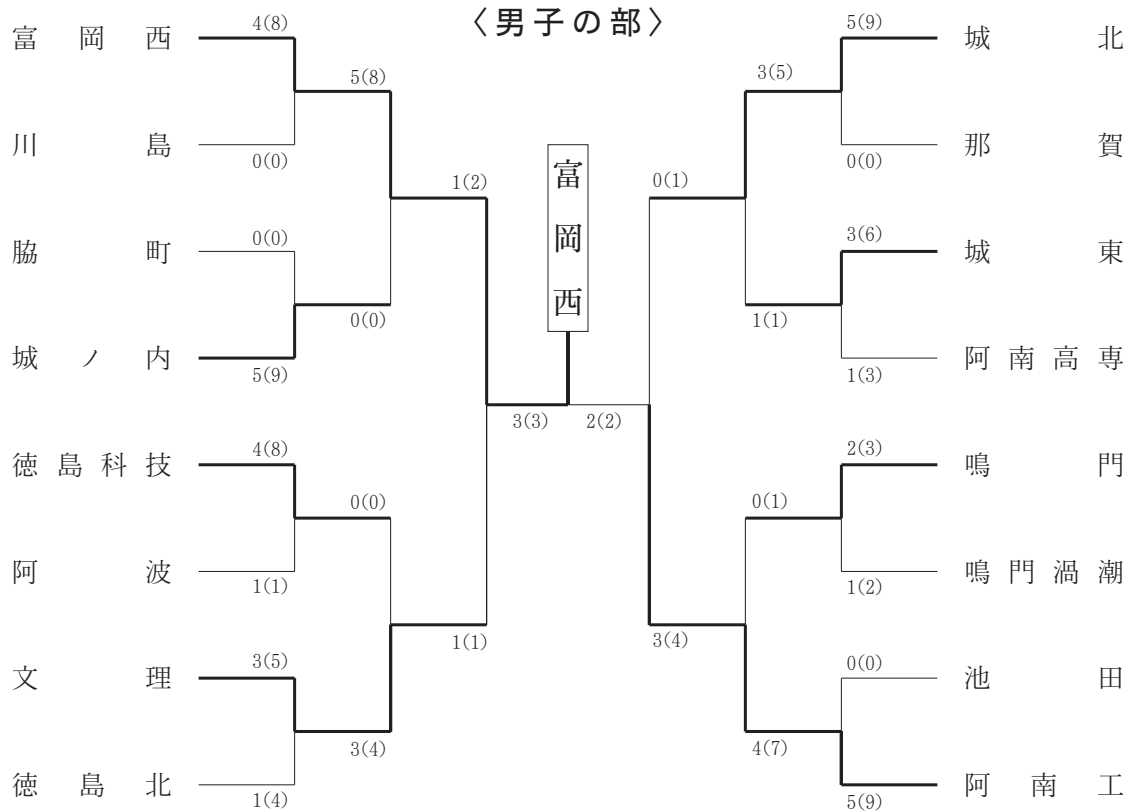 〈男子の部〉
富岡西
4(8)
5(8)
川島
0(0)
1(2)
脇町
0(0)
0(0)
城ノ内
5(9)
3(3)
徳島科技
4(8)
0(0)
阿波
1(1)
1(1)
文理
3(5)
3(4)
徳島北
1(4)
富岡西
2(2)
5(9)
城北
3(5)
0(0)
那賀
0(1)
3(6)
城東
1(1)
1(3)
阿南高専
2(3)
鳴門
0(1)
1(2)
鳴門渦潮
3(4)
0(0)
池田
4(7)
5(9)
阿南工